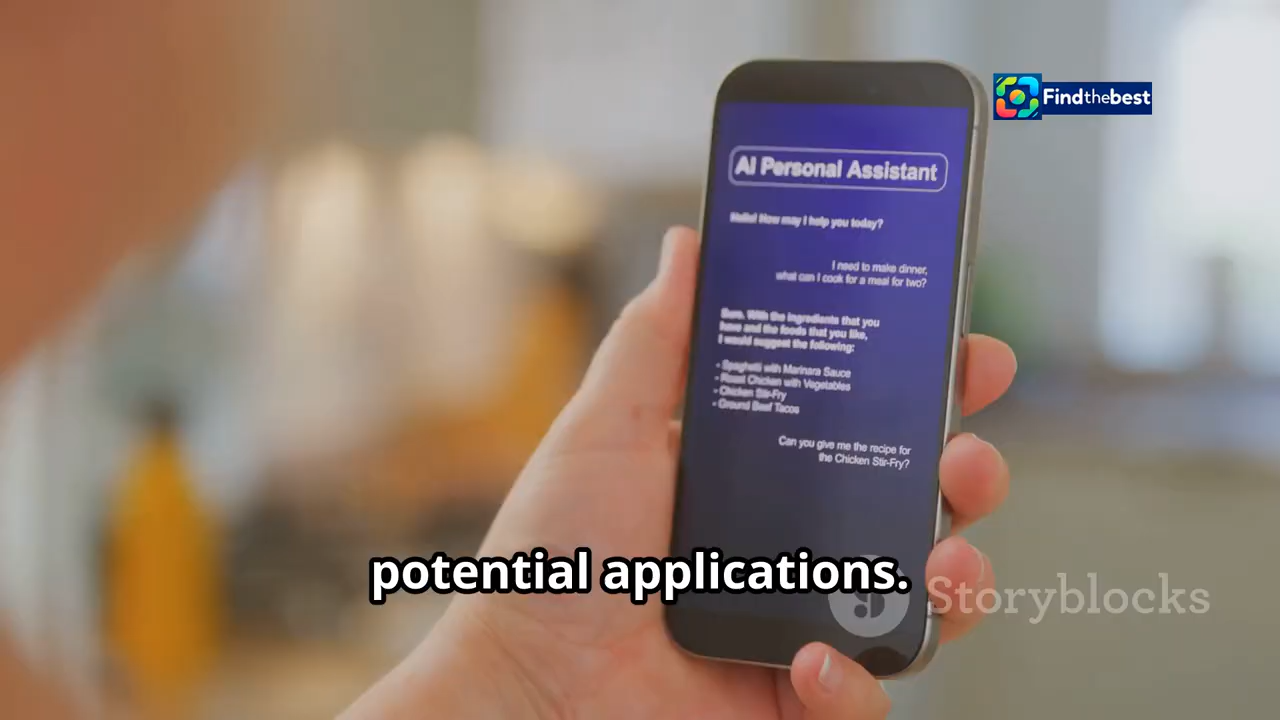 Findthebest
AI Personal Assistant
Hello! How may I help you today?
I need to make dinner,
what can I cook for a meal for two?
Sure. With the ingredients that you
have and the foods that you like,
I would suggest the following:
- Spaghetti with Marinara Sauce
- Roast Chicken with Vegetables
- Chicken Stir-Fry
- Ground Beef Tacos
Can you give me the recipe for
the Chicken Stir-Fry?
potential applications.
Storyblocks